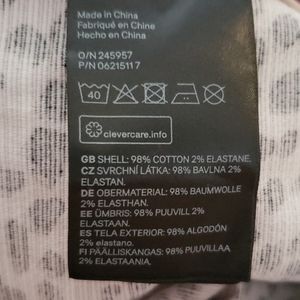 Made in China
Fabriqué en China
Hecho en China
O/N 245957
P/N 06215117
40
clevercare.info
GB SHELL: 98% COTTON 2% ELASTANE.
CZ SVRCHNÍ LÁTKA: 98% BAVLNA 2%
ELASTAN.
DE OBERMATERIAL: 98% BAUMWOLLE
2% ELASTHAN.
EE ÜMBRIS: 98% PUUVILL 2%
ELASTAAN.
ES TELA EXTERIOR: 98% ALGODÓN
2% elastano.
FI PÄÄLLISKANGAS: 98% PUUVILLAA
2% ELASTAANIA.